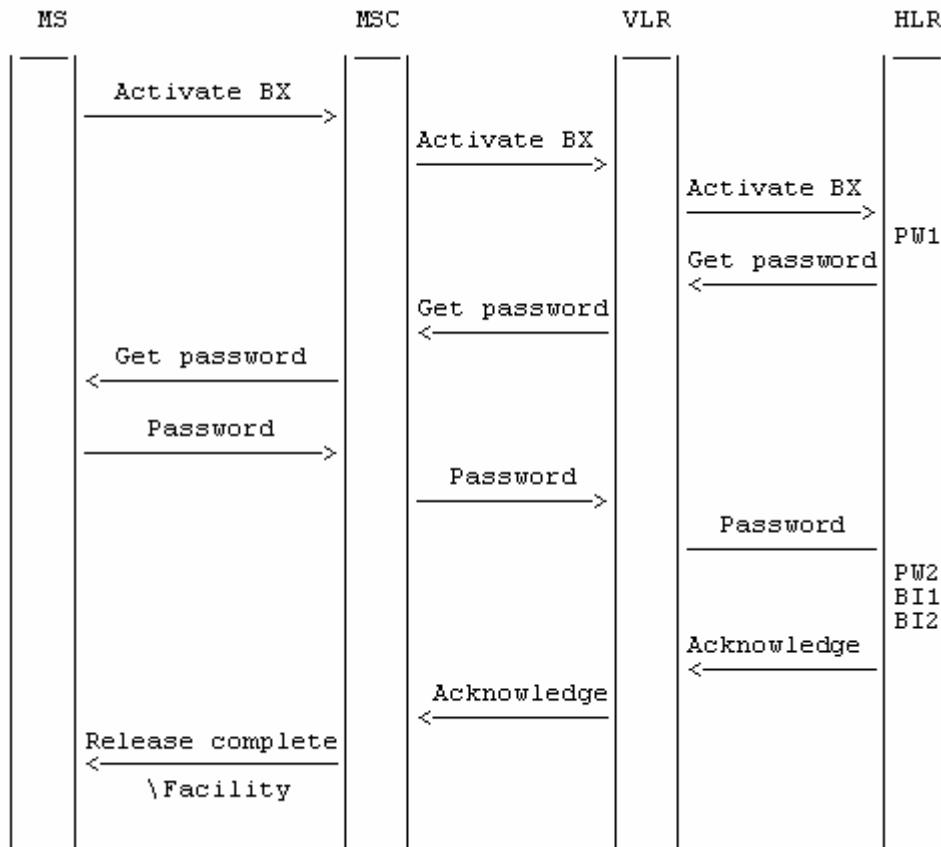 MS MSC VLR HLR
Activate BX
Activate BX
Activate BX
PW1
Get password
Get password
Get password
Password
Password
Password
PW2
BI1
BI2
Acknowledge
Acknowledge
Release complete
\Facility